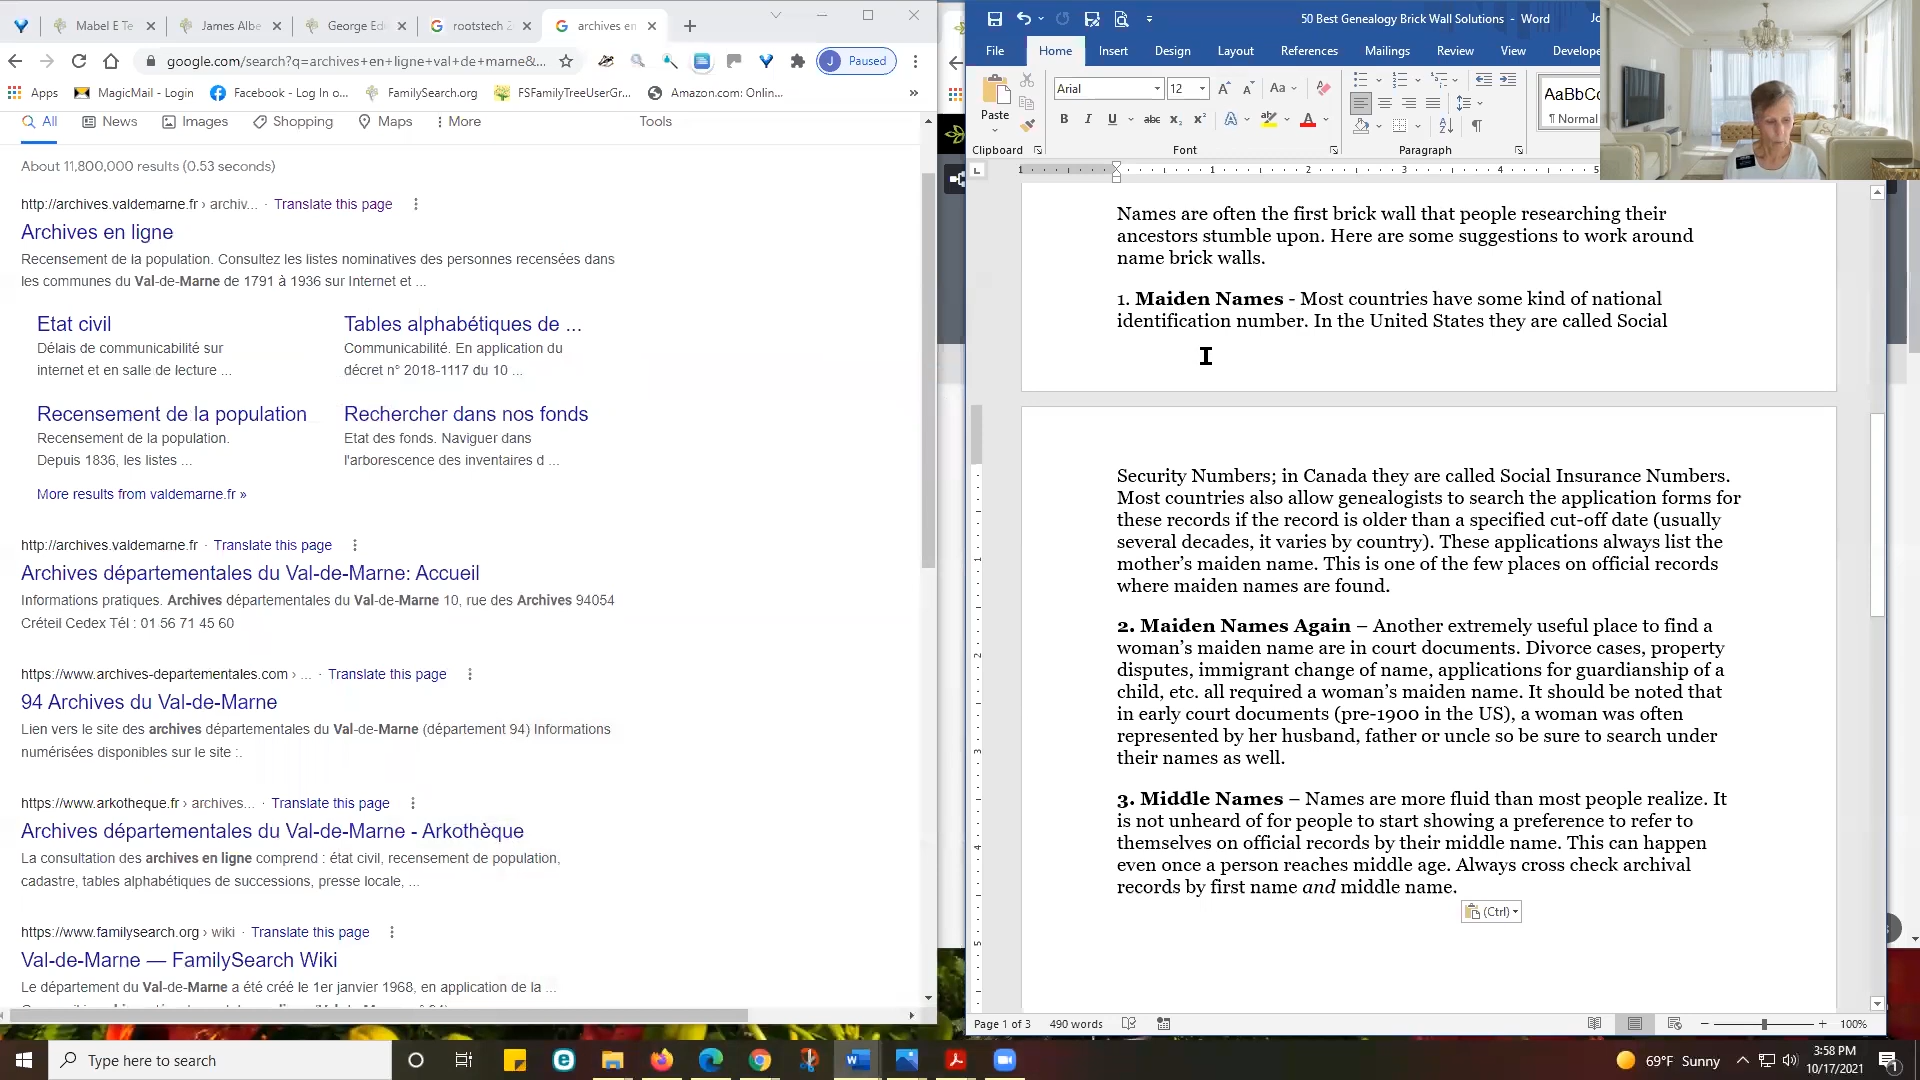 Mabel E Te
James Albe
George Edi
rootstech
archives en
google.com/search?q=archives+en+ligne+val+de+marne&...
J Paused
Apps
MagicMail - Login
Facebook - Log In o...
FamilySearch.org
FSFamilyTreeUserGr...
Amazon.com: Onlin...
»
All
News
Images
Shopping
Maps
More
Tools
About 11,800,000 results (0.53 seconds)
http://archives.valdemarne.fr › archiv... · Translate this page
Archives en ligne
Recensement de la population. Consultez les listes nominatives des personnes recensées dans
les communes du Val-de-Marne de 1791 à 1936 sur Internet et ...
Etat civil
Délais de communicabilité sur
internet et en salle de lecture ...
Tables alphabétiques de ...
Communicabilité. En application du
décret n° 2018-1117 du 10 ...
Recensement de la population
Recensement de la population.
Depuis 1836, les listes ...
Rechercher dans nos fonds
Etat des fonds. Naviguer dans
l'arborescence des inventaires d ...
More results from valdemarne.fr »
http://archives.valdemarne.fr · Translate this page
Archives départementales du Val-de-Marne: Accueil
Informations pratiques. Archives départementales du Val-de-Marne 10, rue des Archives 94054
Créteil Cedex Tél : 01 56 71 45 60
https://www.archives-departementales.com › ... · Translate this page
94 Archives du Val-de-Marne
Lien vers le site des archives départementales du Val-de-Marne (département 94) Informations
numérisées disponibles sur le site :.
https://www.arkotheque.fr › archives... · Translate this page
Archives départementales du Val-de-Marne - Arkothèque
La consultation des archives en ligne comprend : état civil, recensement de population,
cadastre, tables alphabétiques de successions, presse locale, ...
https://www.familysearch.org › wiki · Translate this page
Val-de-Marne — FamilySearch Wiki
Le département du Val-de-Marne a été créé le 1er janvier 1968, en application de la ...
50 Best Genealogy Brick Wall Solutions - Word
File
Home
Insert
Design
Layout
References
Mailings
Review
View
Develope
Paste
Arial
12
AaBbCc
¶ Normal
Clipboard
Font
Paragraph
Names are often the first brick wall that people researching their
ancestors stumble upon. Here are some suggestions to work around
name brick walls.
1. Maiden Names - Most countries have some kind of national
identification number. In the United States they are called Social
Security Numbers; in Canada they are called Social Insurance Numbers.
Most countries also allow genealogists to search the application forms for
these records if the record is older than a specified cut-off date (usually
several decades, it varies by country). These applications always list the
mother's maiden name. This is one of the few places on official records
where maiden names are found.
2. Maiden Names Again – Another extremely useful place to find a
woman's maiden name are in court documents. Divorce cases, property
disputes, immigrant change of name, applications for guardianship of a
child, etc. all required a woman's maiden name. It should be noted that
in early court documents (pre-1900 in the US), a woman was often
represented by her husband, father or uncle so be sure to search under
their names as well.
3. Middle Names – Names are more fluid than most people realize. It
is not unheard of for people to start showing a preference to refer to
themselves on official records by their middle name. This can happen
even once a person reaches middle age. Always cross check archival
records by first name and middle name.
(Ctrl)
Page 1 of 3
490 words
100%
Type here to search
69°F Sunny
3:58 PM
10/17/2021